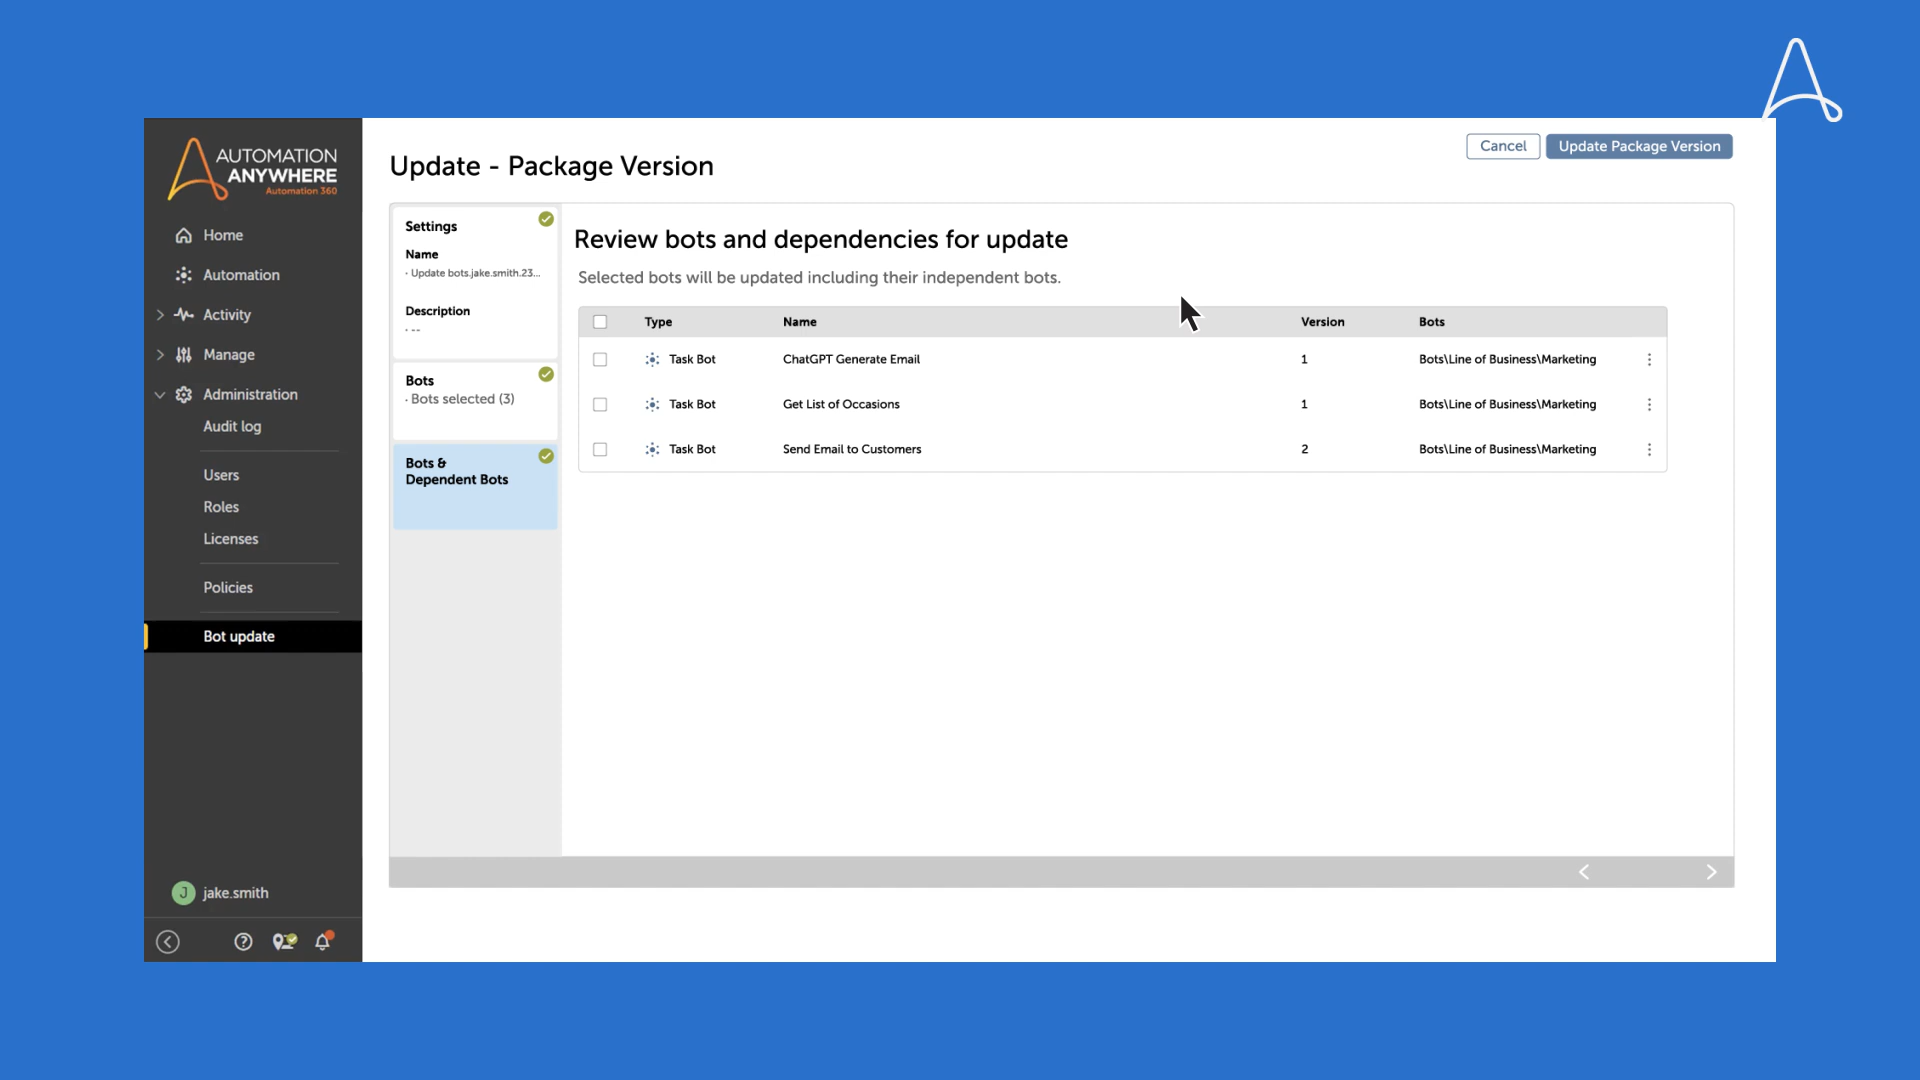 AUTOMATION
ANYWHERE
Automation 360
Home
Automation
Activity
Manage
Administration
Audit log
Users
Roles
Licenses
Policies
Bot update
J jake.smith
Update - Package Version
Cancel
Update Package Version
Settings
Name
· Update bots.jake.smith.23...
Description
· --
Bots
· Bots selected (3)
Bots &
Dependent Bots
Review bots and dependencies for update
Selected bots will be updated including their independent bots.
Type Name Version Bots
Task Bot ChatGPT Generate Email 1 Bots\Line of Business\Marketing
Task Bot Get List of Occasions 1 Bots\Line of Business\Marketing
Task Bot Send Email to Customers 2 Bots\Line of Business\Marketing